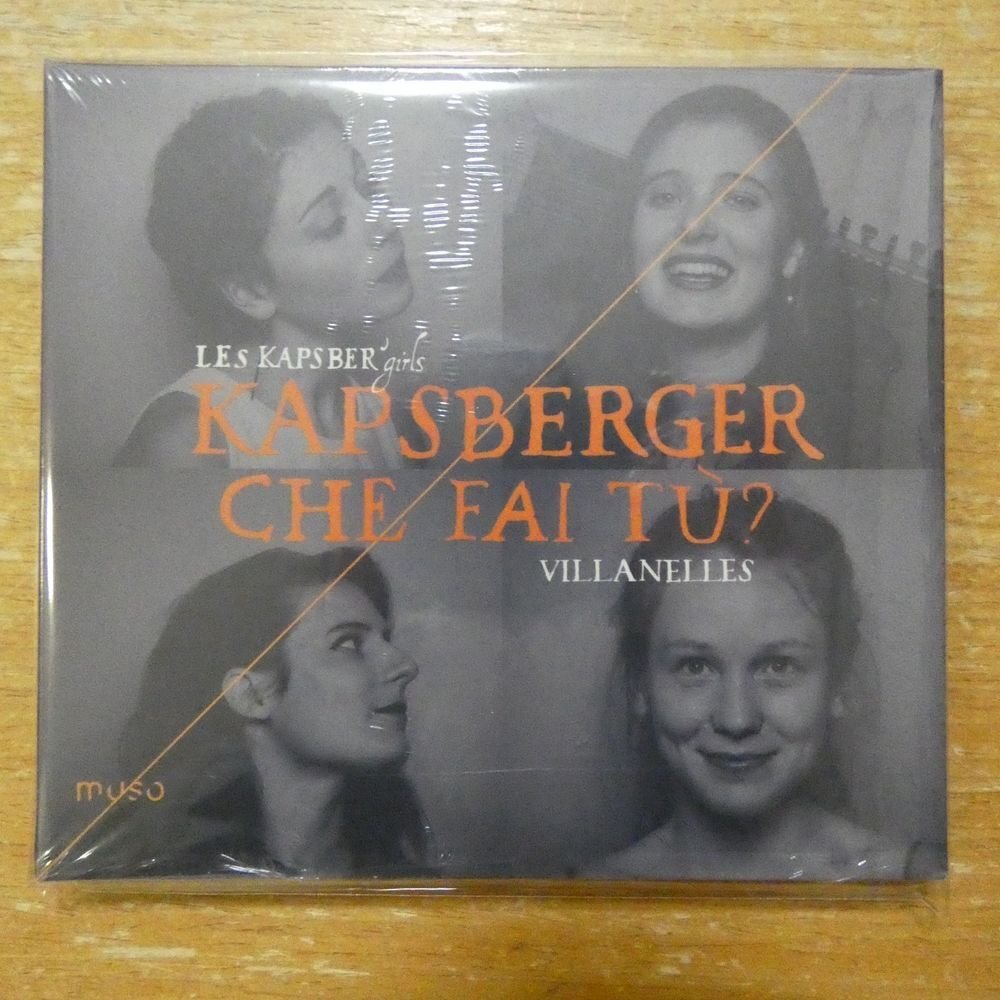 LES KAPSBER'girls
KAPSBERGER
CHE FAI TÙ?
VILLANELLES
muso